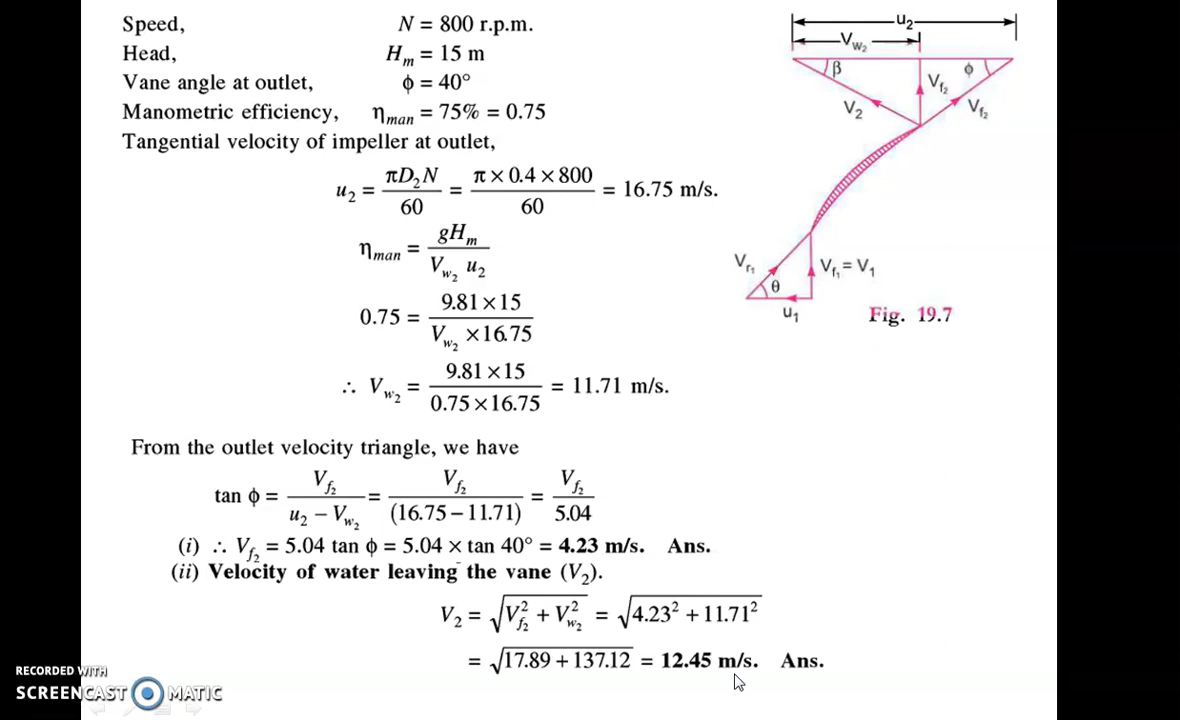 Speed, N = 800 r.p.m.
Head, Hₘ = 15 m
Vane angle at outlet, ϕ = 40°
Manometric efficiency, ηₘₐₙ = 75% = 0.75
Tangential velocity of impeller at outlet,
u₂ = πD₂N / 60 = π × 0.4 × 800 / 60 = 16.75 m/s.
ηₘₐₙ = gHₘ / V_w₂ u₂
0.75 = 9.81 × 15 / V_w₂ × 16.75
∴ V_w₂ = 9.81 × 15 / 0.75 × 16.75 = 11.71 m/s.
From the outlet velocity triangle, we have
tan ϕ = V_f₂ / u₂ – V_w₂ = V_f₂ / (16.75 – 11.71) = V_f₂ / 5.04
(i) ∴ V_f₂ = 5.04 tan ϕ = 5.04 × tan 40° = 4.23 m/s. Ans.
(ii) Velocity of water leaving the vane (V₂).
V₂ = √(V_f₂² + V_w₂²) = √(4.23² + 11.71²)
= √(17.89 + 137.12) = 12.45 m/s. Ans.
u₂
V_w₂
β
V_f₂
ϕ
V₂
V_f₂
V_r₁
V_f₁ = V₁
θ
u₁
Fig. 19.7
RECORDED WITH
SCREENCAST MATIC